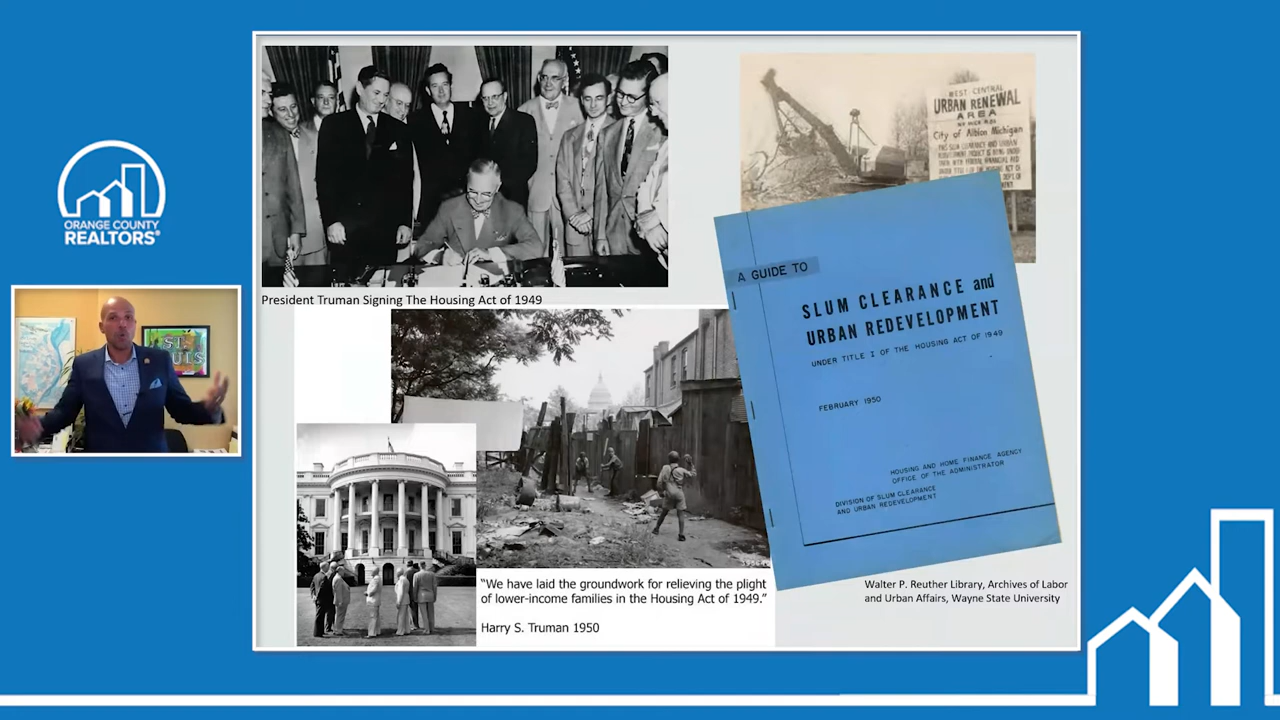 ORANGE COUNTY
REALTORS®
ST.
President Truman Signing The Housing Act of 1949
WEST CENTRAL
URBAN RENEWAL
AREA
City of Albion Michigan
A GUIDE TO
SLUM CLEARANCE and
URBAN REDEVELOPMENT
UNDER TITLE I OF THE HOUSING ACT OF 1949
FEBRUARY 1950
HOUSING AND HOME FINANCE AGENCY
OFFICE OF THE ADMINISTRATOR
DIVISION OF SLUM CLEARANCE
AND URBAN REDEVELOPMENT
“We have laid the groundwork for relieving the plight
of lower-income families in the Housing Act of 1949.”
Harry S. Truman 1950
Walter P. Reuther Library, Archives of Labor
and Urban Affairs, Wayne State University